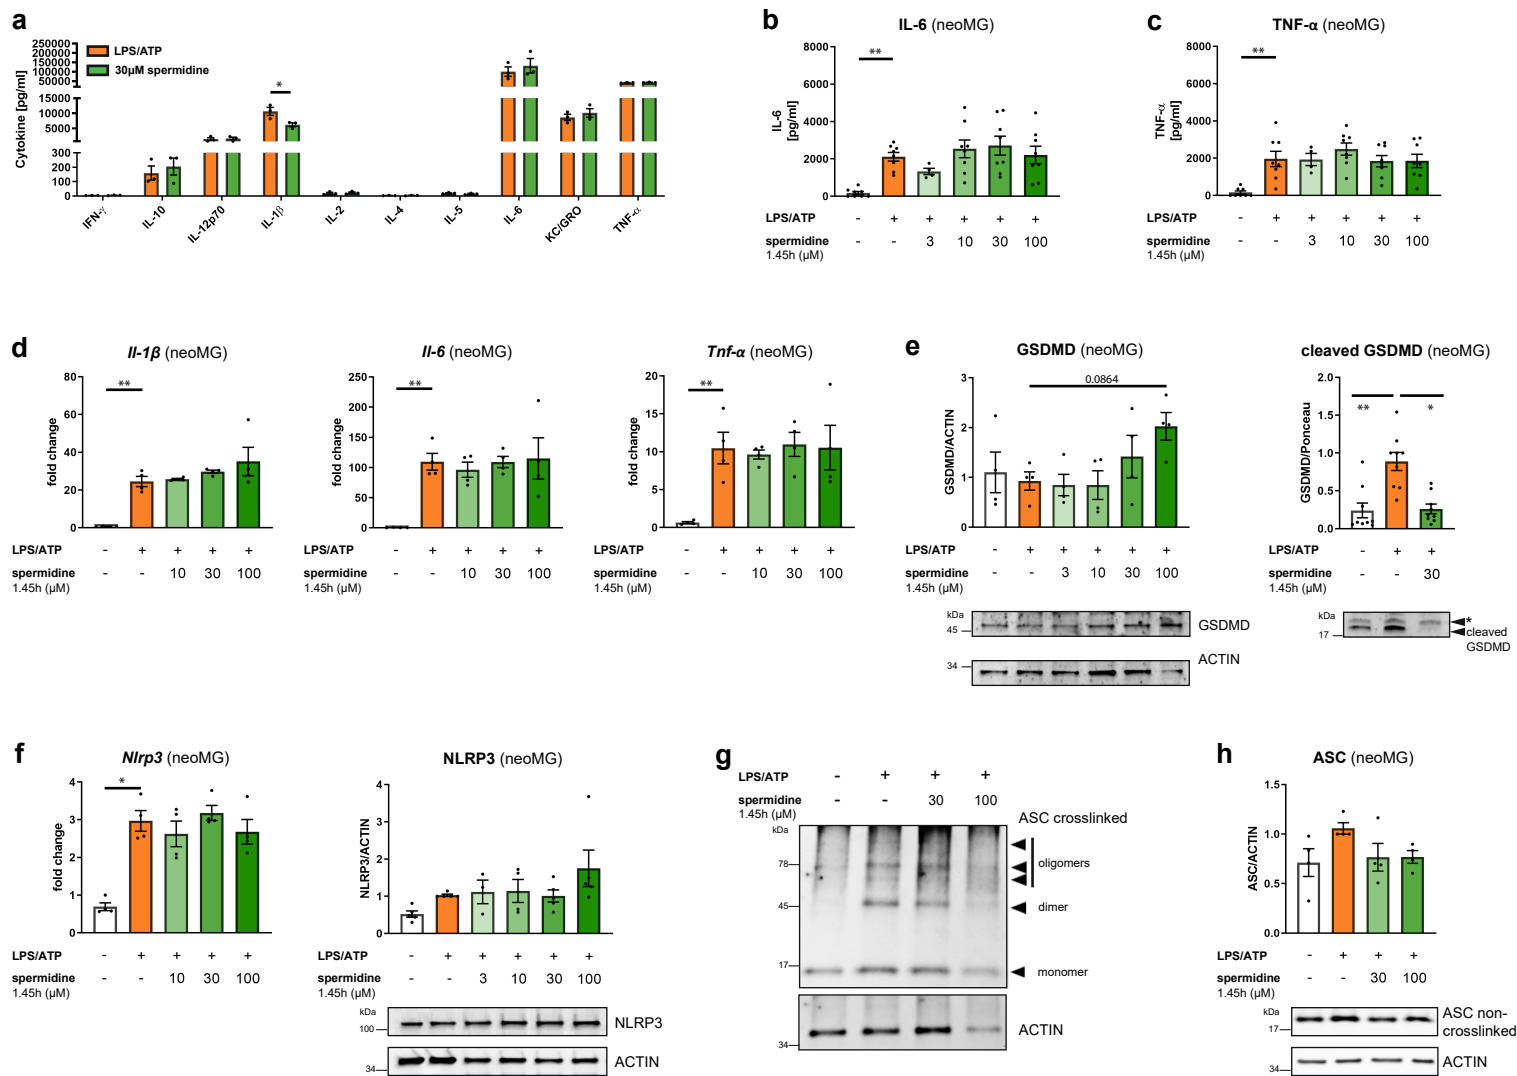 a
250000
200000
150000
100000
50000
15000
10000
5000
300
200
100
0
Cytokine [pg/ml]
LPS/ATP
30µM spermidine
*
IFN-γ
IL-10
IL-12p70
IL-1β
IL-2
IL-4
IL-5
IL-6
KC/GRO
TNF-α
b
IL-6 (neoMG)
8000
6000
4000
2000
0
IL-6
[pg/ml]
**
LPS/ATP - + + + + +
spermidine - - 3 10 30 100
1.45h (µM)
c
TNF-α (neoMG)
8000
6000
4000
2000
0
TNF-α
[pg/ml]
**
LPS/ATP - + + + + +
spermidine - - 3 10 30 100
1.45h (µM)
d
Il-1β (neoMG)
80
60
40
20
0
fold change
**
LPS/ATP - + + + +
spermidine - - 10 30 100
1.45h (µM)
Il-6 (neoMG)
250
200
150
100
50
0
fold change
**
LPS/ATP - + + + +
spermidine - - 10 30 100
1.45h (µM)
Tnf-α (neoMG)
20
15
10
5
0
fold change
**
LPS/ATP - + + + +
spermidine - - 10 30 100
1.45h (µM)
e
GSDMD (neoMG)
3
2
1
0
GSDMD/ACTIN
0.0864
LPS/ATP - + + + + +
spermidine - - 3 10 30 100
1.45h (µM)
kDa
45
GSDMD
34
ACTIN
cleaved GSDMD (neoMG)
2.0
1.5
1.0
0.5
0.0
GSDMD/Ponceau
** *
LPS/ATP - + +
spermidine - - 30
1.45h (µM)
kDa
17
*
cleaved
GSDMD
f
Nlrp3 (neoMG)
4
3
2
1
0
fold change
*
LPS/ATP - + + + +
spermidine - - 10 30 100
1.45h (µM)
NLRP3 (neoMG)
4
3
2
1
0
NLRP3/ACTIN
LPS/ATP - + + + + +
spermidine - - 3 10 30 100
1.45h (µM)
kDa
100
NLRP3
34
ACTIN
g
LPS/ATP - + + +
spermidine - - 30 100
1.45h (µM)
kDa
ASC crosslinked
78
oligomers
45
dimer
17
monomer
34
ACTIN
h
ASC (neoMG)
1.5
1.0
0.5
0.0
ASC/ACTIN
LPS/ATP - + + +
spermidine - - 30 100
1.45h (µM)
kDa
17
ASC non-
crosslinked
34
ACTIN